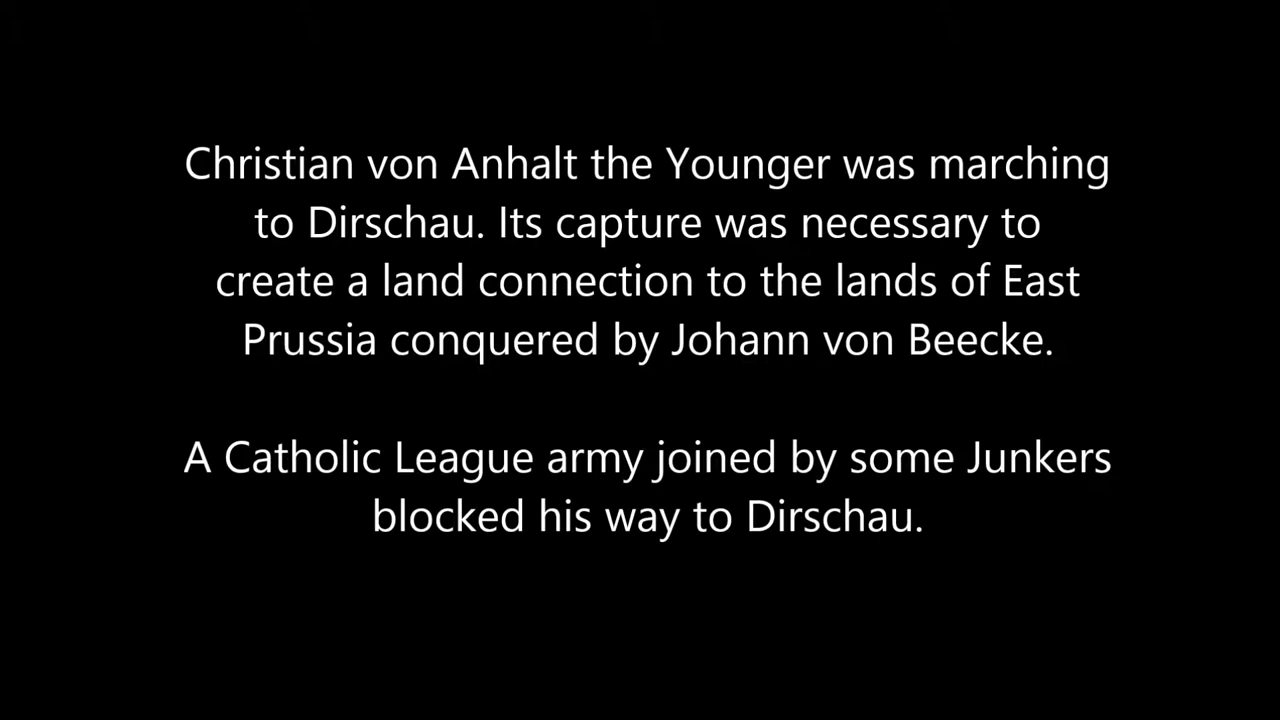 Christian von Anhalt the Younger was marching
to Dirschau. Its capture was necessary to
create a land connection to the lands of East
Prussia conquered by Johann von Beecke.
A Catholic League army joined by some Junkers
blocked his way to Dirschau.